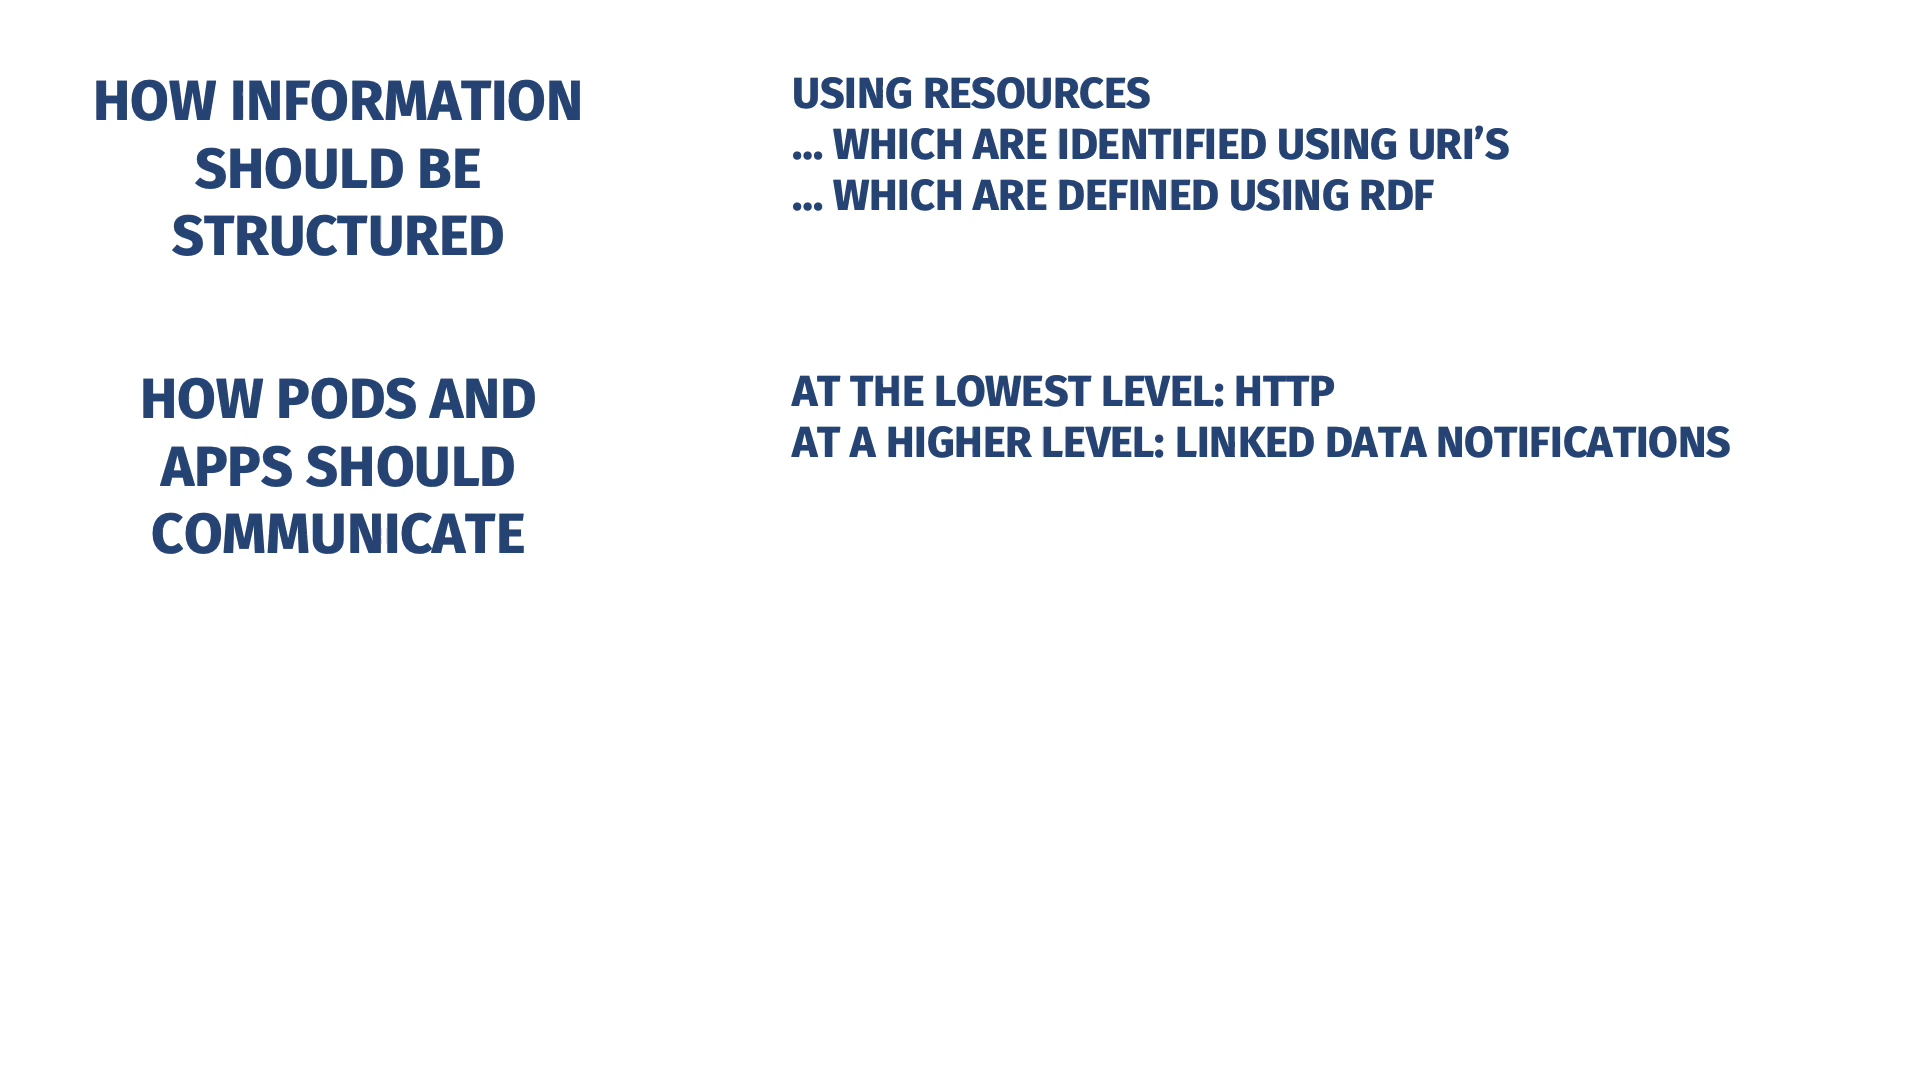 HOW INFORMATION
SHOULD BE
STRUCTURED
USING RESOURCES
... WHICH ARE IDENTIFIED USING URI’S
... WHICH ARE DEFINED USING RDF
HOW PODS AND
APPS SHOULD
COMMUNICATE
AT THE LOWEST LEVEL: HTTP
AT A HIGHER LEVEL: LINKED DATA NOTIFICATIONS